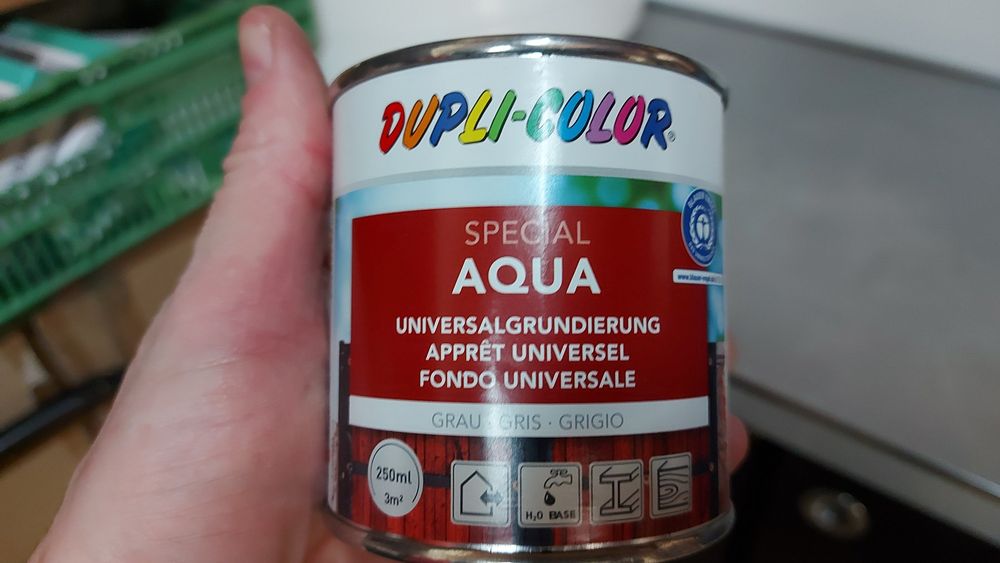 DUPLI-COLOR®
SPECIAL
AQUA
UNIVERSALGRUNDIERUNG
APPRÊT UNIVERSEL
FONDO UNIVERSALE
GRAU · GRIS · GRIGIO
250ml
3m²
H₂O BASE